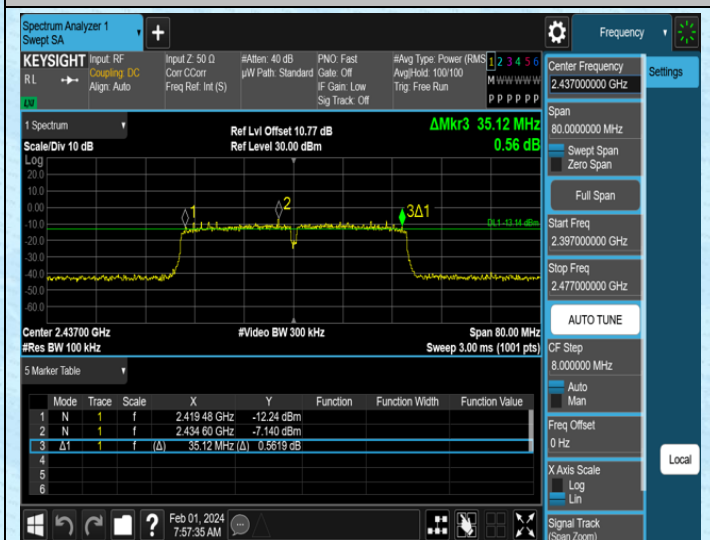 Spectrum Analyzer 1
Swept SA
+
Frequency
KEYSIGHT
RL
Input: RF
Coupling: DC
Align: Auto
Input Z: 50 Ω
Corr CCorr
Freq Ref: Int (S)
#Atten: 40 dB
µW Path: Standard
PNO: Fast
Gate: Off
IF Gain: Low
Sig Track: Off
#Avg Type: Power (RMS
Avg|Hold: 100/100
Trig: Free Run
1 2 3 4 5 6
M W W W W W
P P P P P P
1 Spectrum
Scale/Div 10 dB
Ref Lvl Offset 10.77 dB
Ref Level 30.00 dBm
ΔMkr3 35.12 MHz
0.56 dB
Log
20.0
10.0
0.00
-10.0
-20.0
-30.0
-40.0
-50.0
-60.0
1
2
3Δ1
DL1 -13.14 dBm
Center 2.43700 GHz
#Res BW 100 kHz
#Video BW 300 kHz
Span 80.00 MHz
Sweep 3.00 ms (1001 pts)
5 Marker Table
Mode Trace Scale X Y Function Function Width Function Value
1 N 1 f 2.419 48 GHz -12.24 dBm
2 N 1 f 2.434 60 GHz -7.140 dBm
3 Δ1 1 f (Δ) 35.12 MHz (Δ) 0.5619 dB
4
5
6
Feb 01, 2024
7:57:35 AM
?
Center Frequency
2.437000000 GHz
Settings
Span
80.0000000 MHz
Swept Span
Zero Span
Full Span
Start Freq
2.397000000 GHz
Stop Freq
2.477000000 GHz
AUTO TUNE
CF Step
8.000000 MHz
Auto
Man
Freq Offset
0 Hz
Local
X Axis Scale
Log
Lin
Signal Track
(Span Zoom)